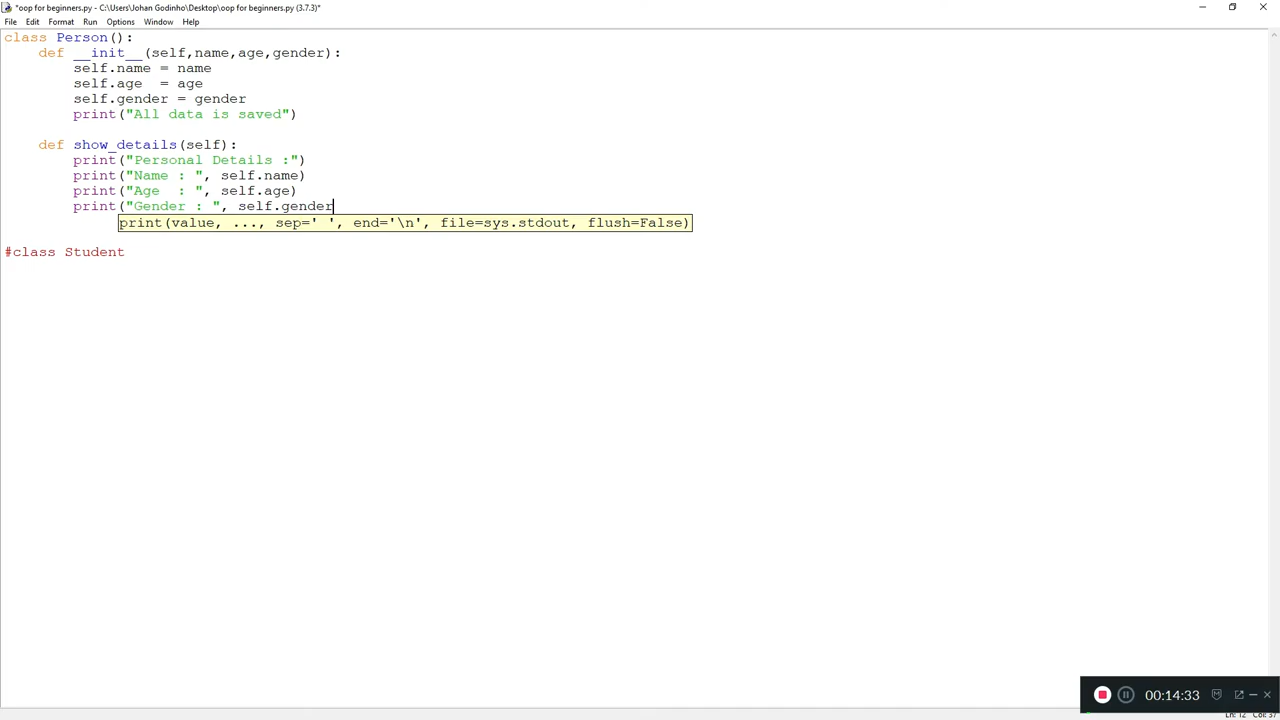 *oop for beginners.py - C:\Users\Johan Godinho\Desktop\oop for beginners.py (3.7.3)*
File Edit Format Run Options Window Help
class Person():
    def __init__(self,name,age,gender):
        self.name = name
        self.age  = age
        self.gender = gender
        print("All data is saved")
    def show_details(self):
        print("Personal Details :")
        print("Name : ", self.name)
        print("Age  : ", self.age)
        print("Gender : ", self.gender
print(value, ..., sep=' ', end='\n', file=sys.stdout, flush=False)
#class Student
00:14:33
Ln: 12 Col: 37